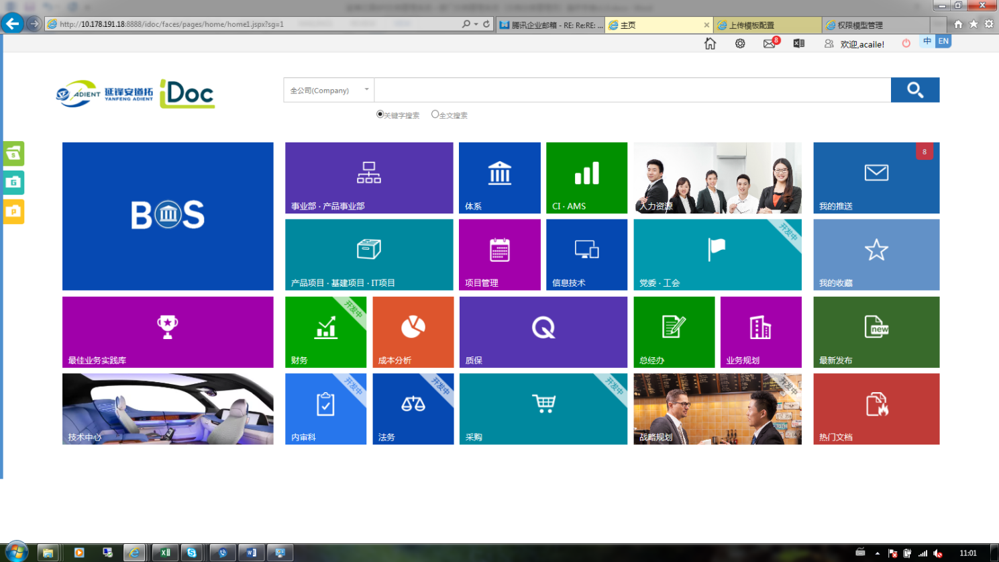 http://10.178.191.18:8888/idoc/faces/pages/home/home1.jspx?sg=1
腾讯企业邮箱 - RE: Re:RE: ...
主页
上传模板配置
权限模型管理
8
欢迎,acaile!
中
EN
ADIENT
延锋安道拓
YANFENG ADIENT
iDoc
全公司(Company)
关键字搜索
全文搜索
S
G
P
BOS
事业部 · 产品事业部
体系
CI · AMS
人力资源
8
我的推送
产品项目 · 基建项目 · IT项目
项目管理
信息技术
开发中
党委 · 工会
我的收藏
最佳业务实践库
开发中
财务
成本分析
Q
质保
总经办
业务规划
new
最新发布
技术中心
开发中
内审科
开发中
法务
开发中
采购
开发中
战略规划
热门文档
11:01